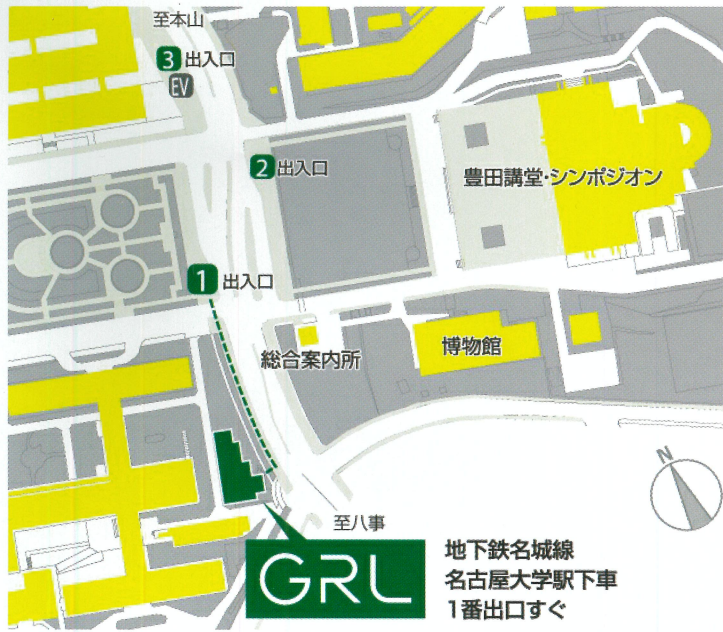 至本山
3 出入口
EV
2 出入口
豊田講堂・シンポジオン
1 出入口
総合案内所
博物館
N
至八事
GRL
地下鉄名城線
名古屋大学駅下車
1番出口すぐ